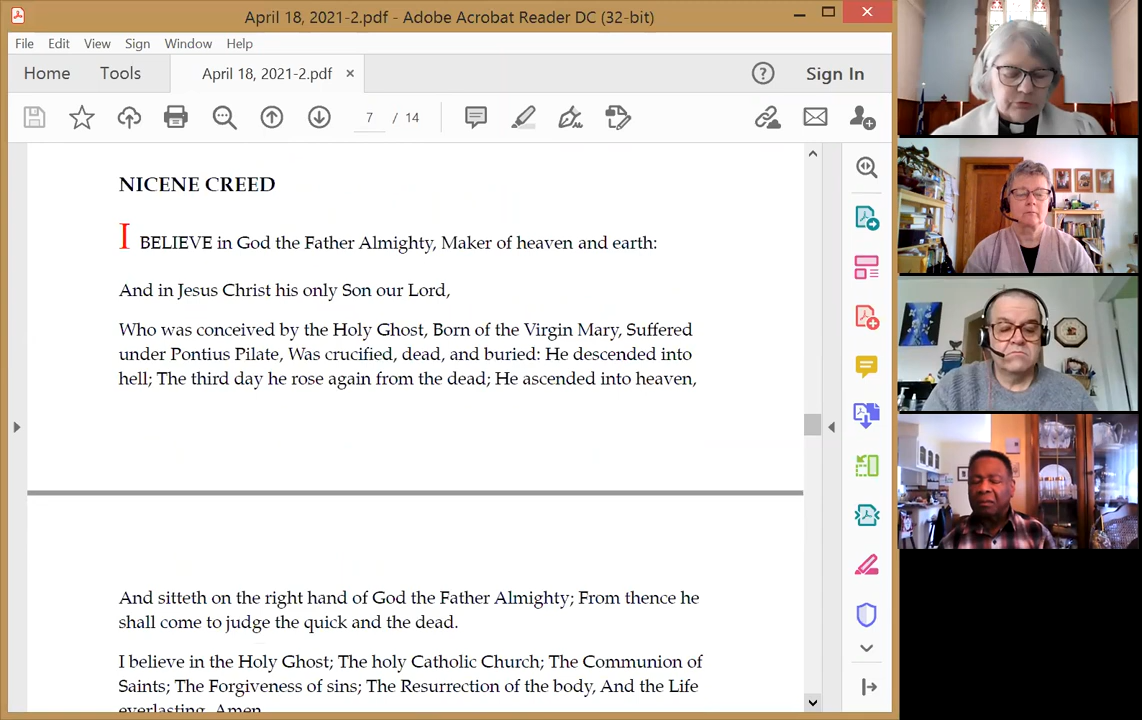 April 18, 2021-2.pdf - Adobe Acrobat Reader DC (32-bit)
File Edit View Sign Window Help
Home Tools April 18, 2021-2.pdf × Sign In
7 / 14
NICENE CREED
I BELIEVE in God the Father Almighty, Maker of heaven and earth:
And in Jesus Christ his only Son our Lord,
Who was conceived by the Holy Ghost, Born of the Virgin Mary, Suffered
under Pontius Pilate, Was crucified, dead, and buried: He descended into
hell; The third day he rose again from the dead; He ascended into heaven,
And sitteth on the right hand of God the Father Almighty; From thence he
shall come to judge the quick and the dead.
I believe in the Holy Ghost; The holy Catholic Church; The Communion of
Saints; The Forgiveness of sins; The Resurrection of the body, And the Life
everlasting. Amen